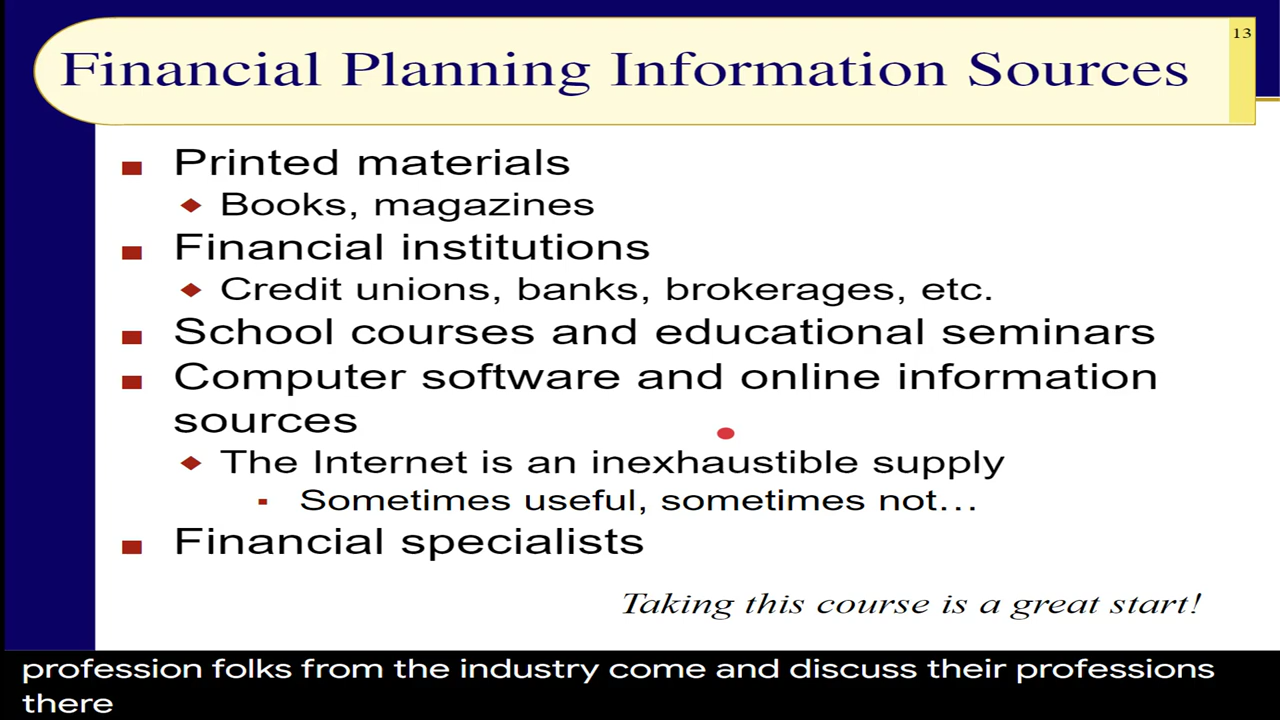 13
Financial Planning Information Sources
Printed materials
Books, magazines
Financial institutions
Credit unions, banks, brokerages, etc.
School courses and educational seminars
Computer software and online information
sources
The Internet is an inexhaustible supply
Sometimes useful, sometimes not…
Financial specialists
Taking this course is a great start!
profession folks from the industry come and discuss their professions
there